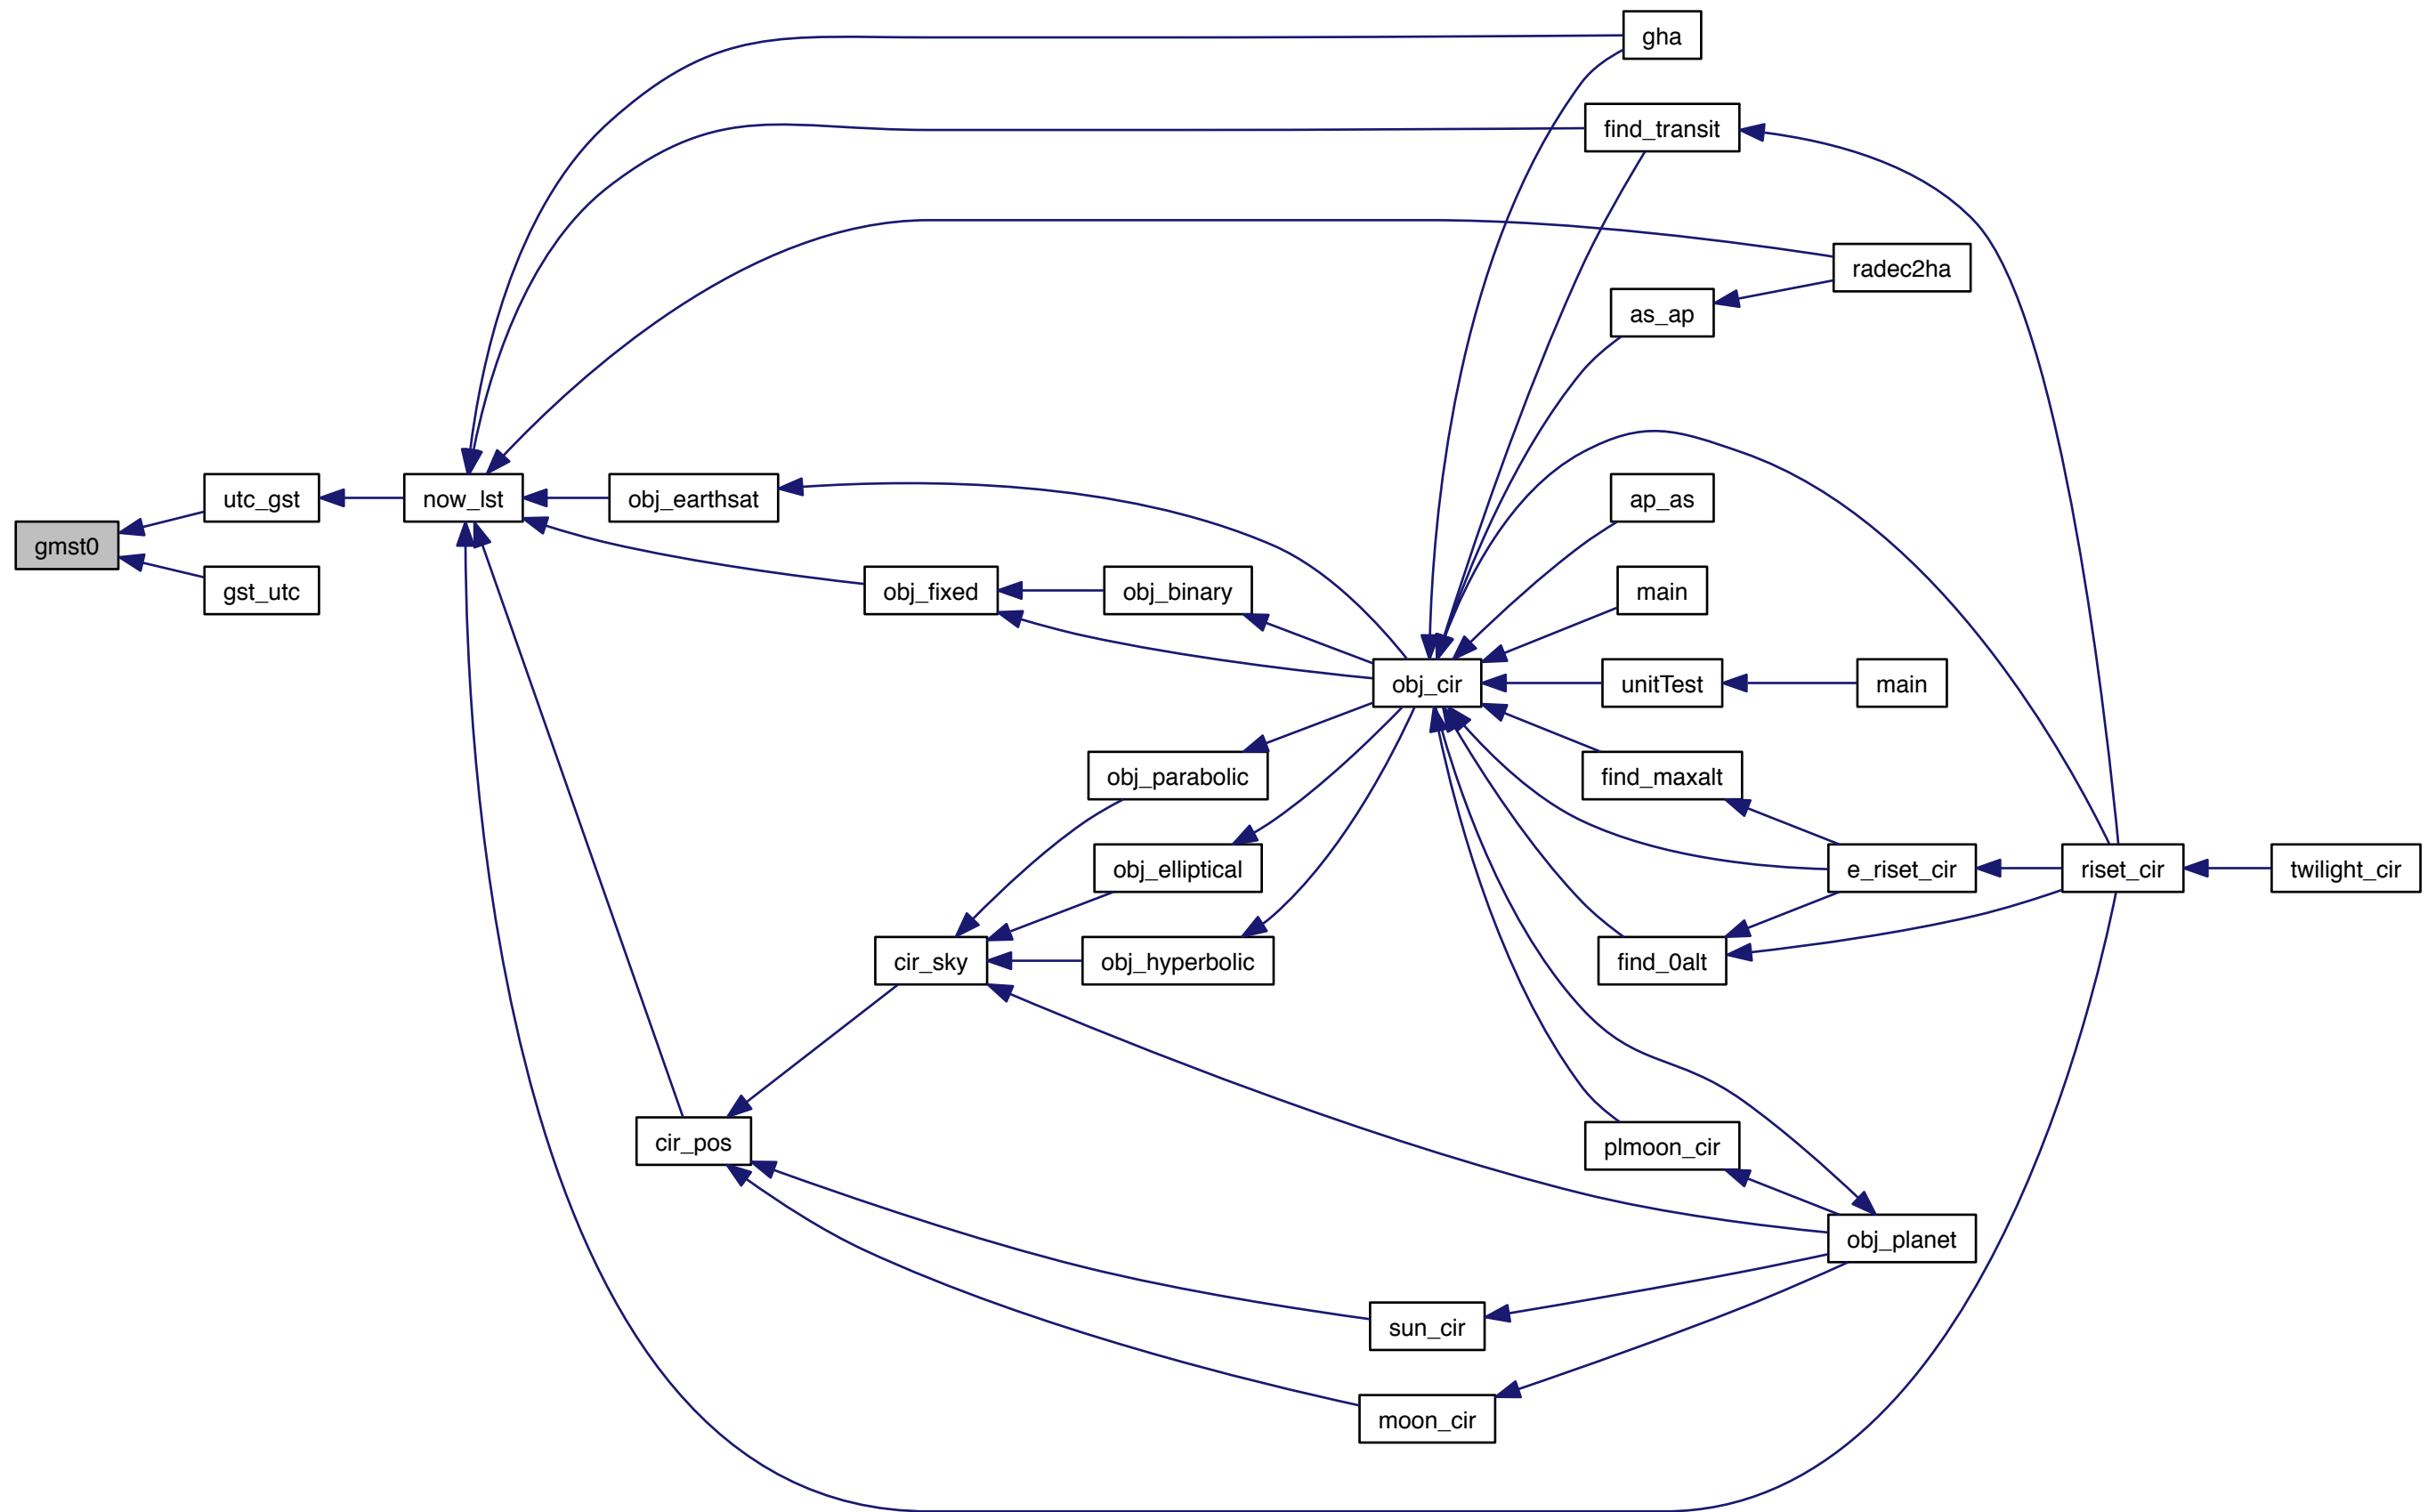 gha
find_transit
radec2ha
as_ap
utc_gst
now_lst
obj_earthsat
ap_as
gmst0
gst_utc
obj_fixed
obj_binary
main
obj_cir
unitTest
main
obj_parabolic
find_maxalt
obj_elliptical
e_riset_cir
riset_cir
twilight_cir
cir_sky
obj_hyperbolic
find_0alt
cir_pos
plmoon_cir
obj_planet
sun_cir
moon_cir